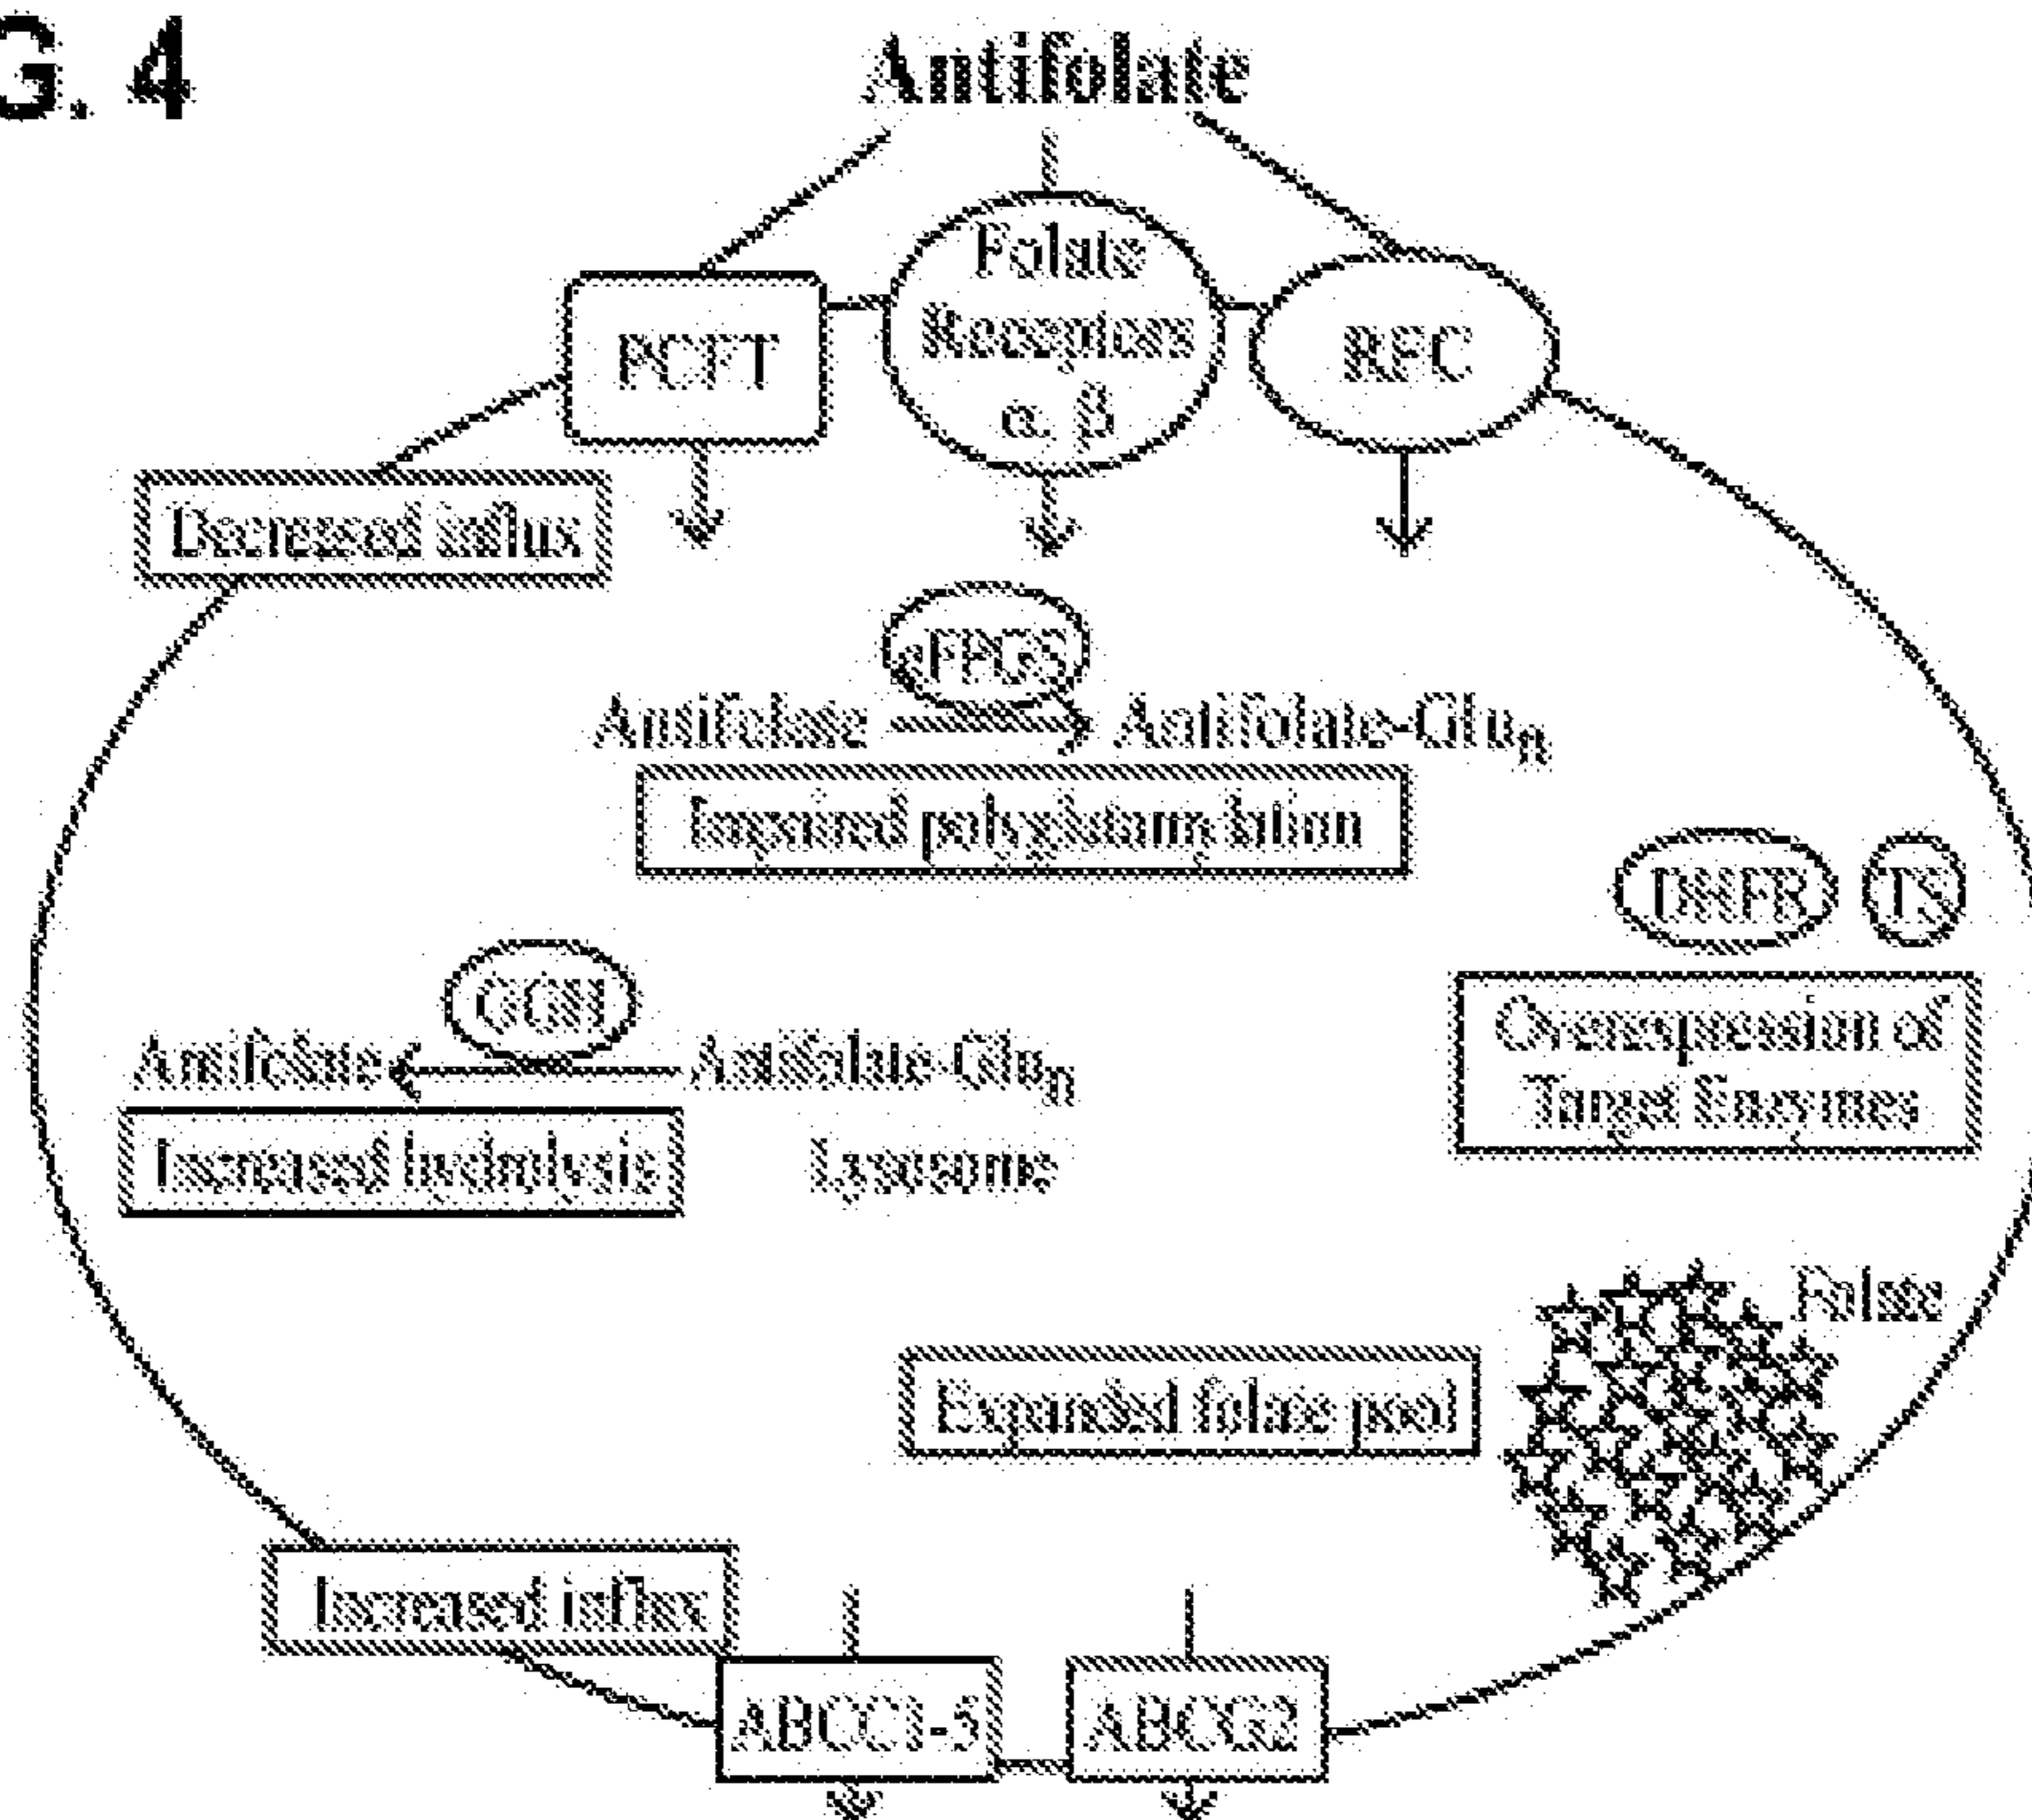 G. 4
Antifolate
PCFT
Folate
Receptors
α, β
RFC
Decreased influx
FPGS
Antifolate
Antifolate-Glun
Impaired polyglutamylation
DHFR
TS
GGH
Antifolate
Antifolate-Glun
Overexpression of
Target Enzymes
Increased hydrolysis
Lysosome
Folate
Expanded folate pool
Increased influx
ABCC1-5
ABCG2